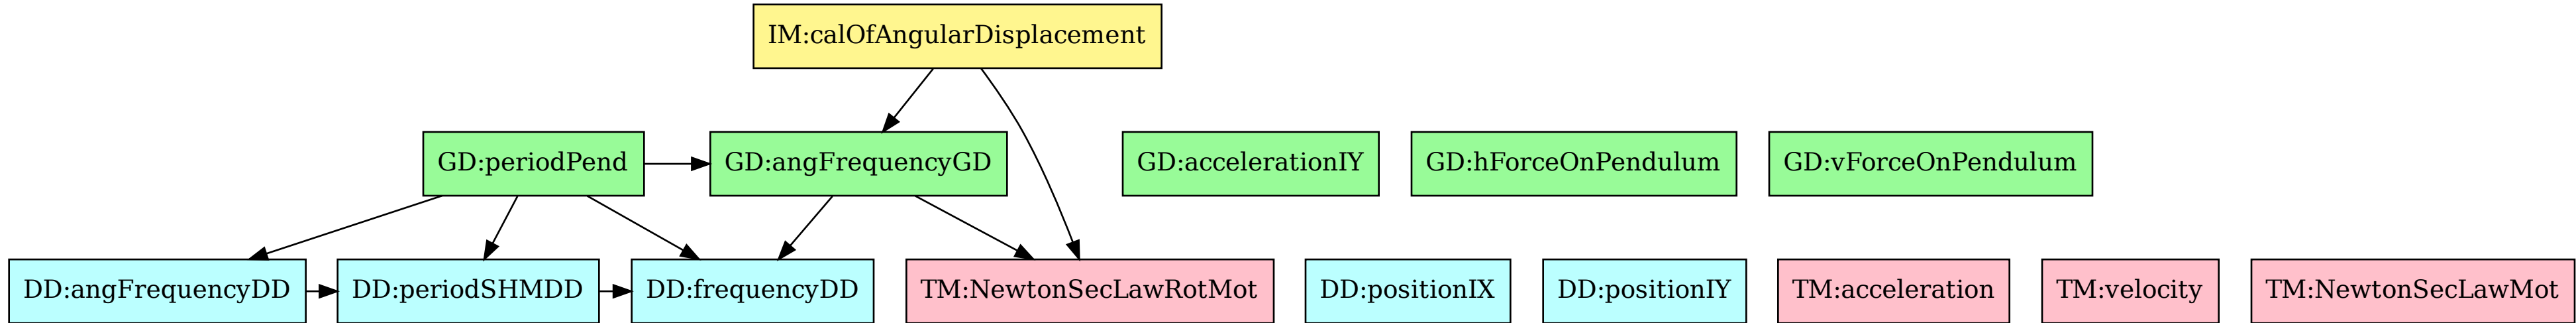 IM:calOfAngularDisplacement
GD:periodPend
GD:angFrequencyGD
GD:accelerationIY
GD:hForceOnPendulum
GD:vForceOnPendulum
DD:angFrequencyDD
DD:periodSHMDD
DD:frequencyDD
TM:NewtonSecLawRotMot
DD:positionIX
DD:positionIY
TM:acceleration
TM:velocity
TM:NewtonSecLawMot